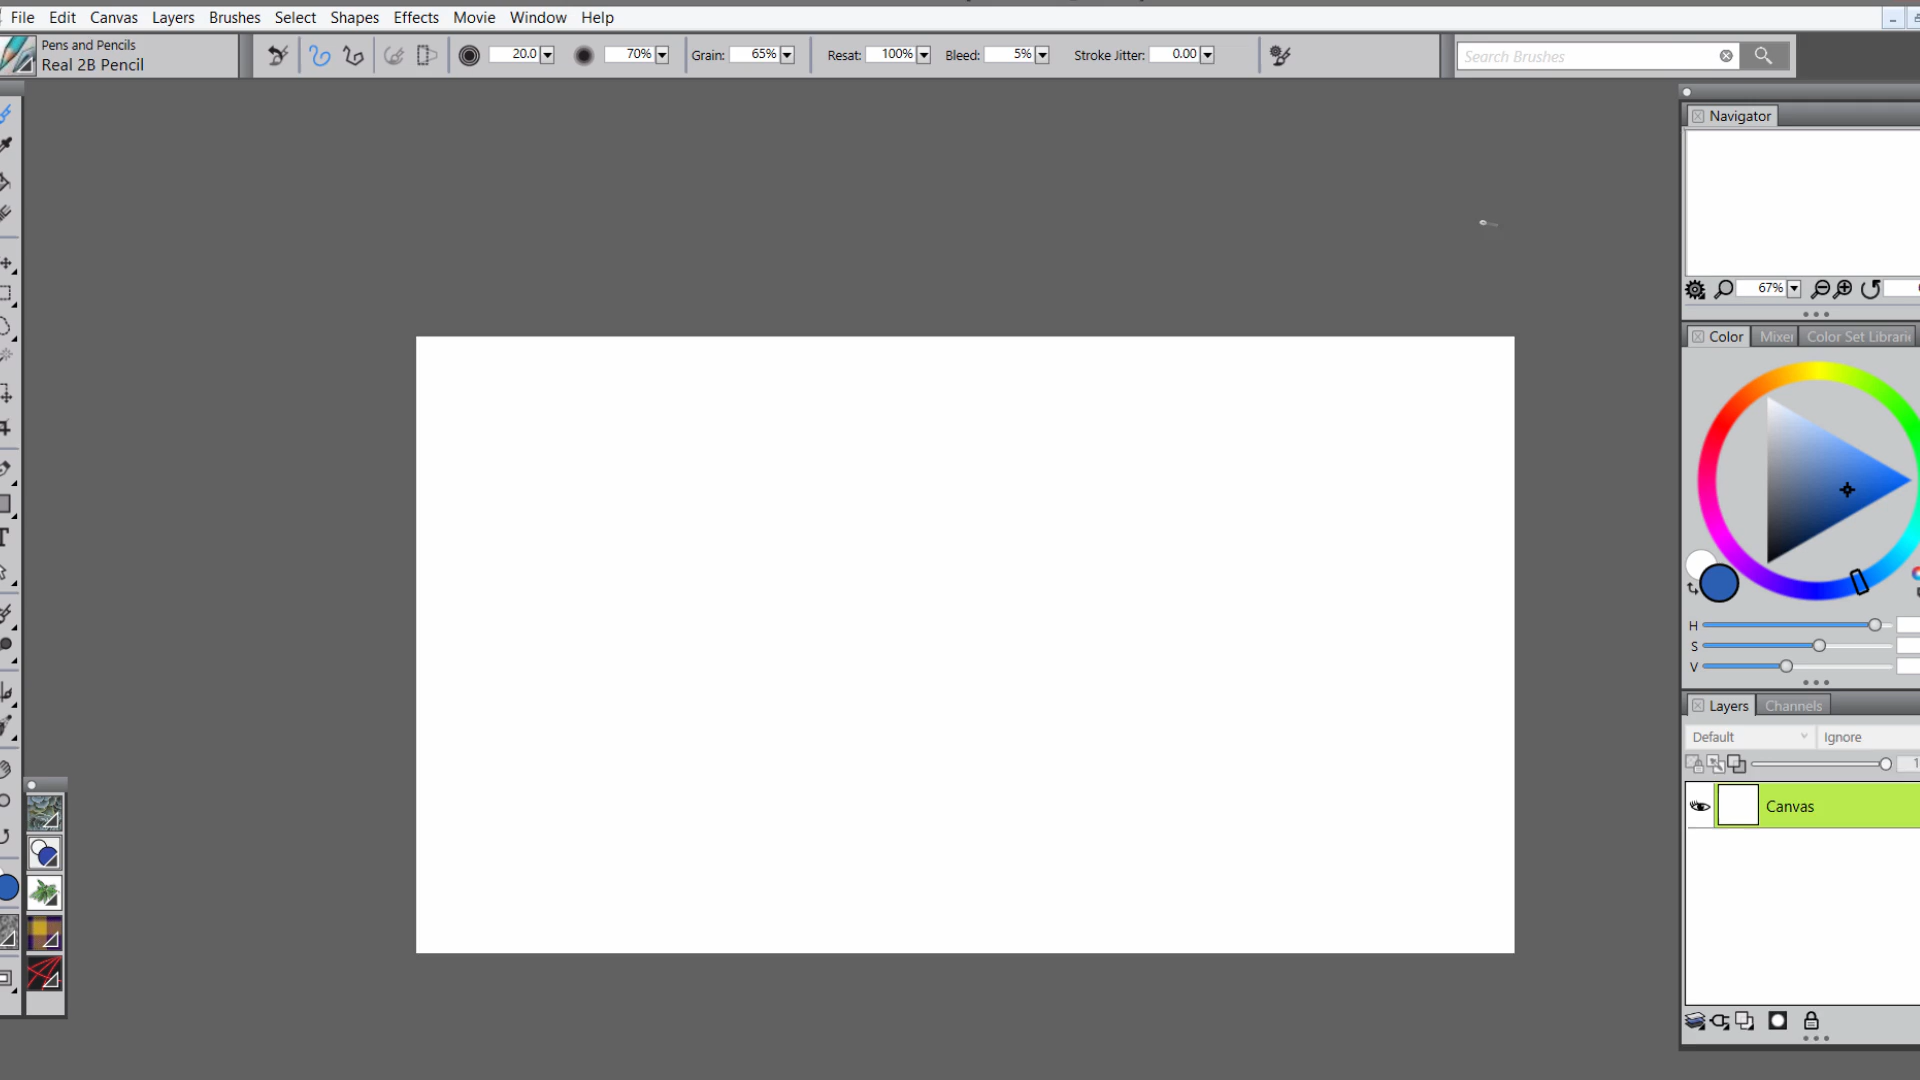 File Edit Canvas Layers Brushes Select Shapes Effects Movie Window Help
Pens and Pencils
Real 2B Pencil
20.0 70% Grain: 65% Resat: 100% Bleed: 5% Stroke Jitter: 0.00
Search Brushes
Navigator
67%
Color Mixer Color Set Librari
H
S
V
Layers Channels
Default Ignore
Canvas